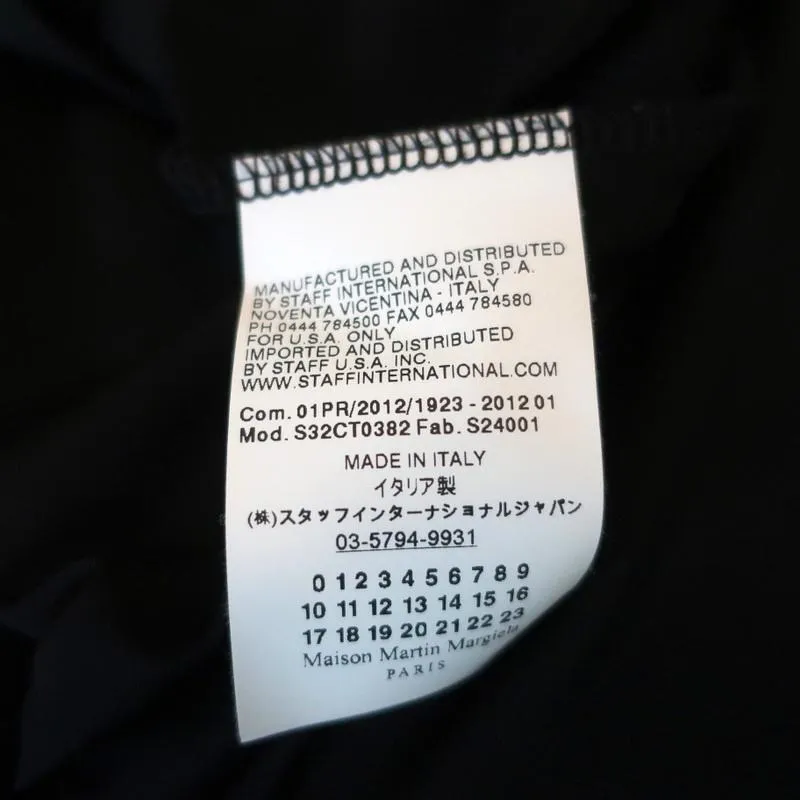 MANUFACTURED AND DISTRIBUTED
BY STAFF INTERNATIONAL S.P.A.
NOVENTA VICENTINA - ITALY
PH 0444 784500 FAX 0444 784580
FOR U.S.A. ONLY
IMPORTED AND DISTRIBUTED
BY STAFF U.S.A. INC.
WWW.STAFFINTERNATIONAL.COM
Com. 01PR/2012/1923 - 2012 01
Mod. S32CT0382 Fab. S24001
MADE IN ITALY
イタリア製
(株)スタッフインターナショナルジャパン
03-5794-9931
0 1 2 3 4 5 6 7 8 9
10 11 12 13 14 15 16
17 18 19 20 21 22 23
Maison Martin Margiela
PARIS